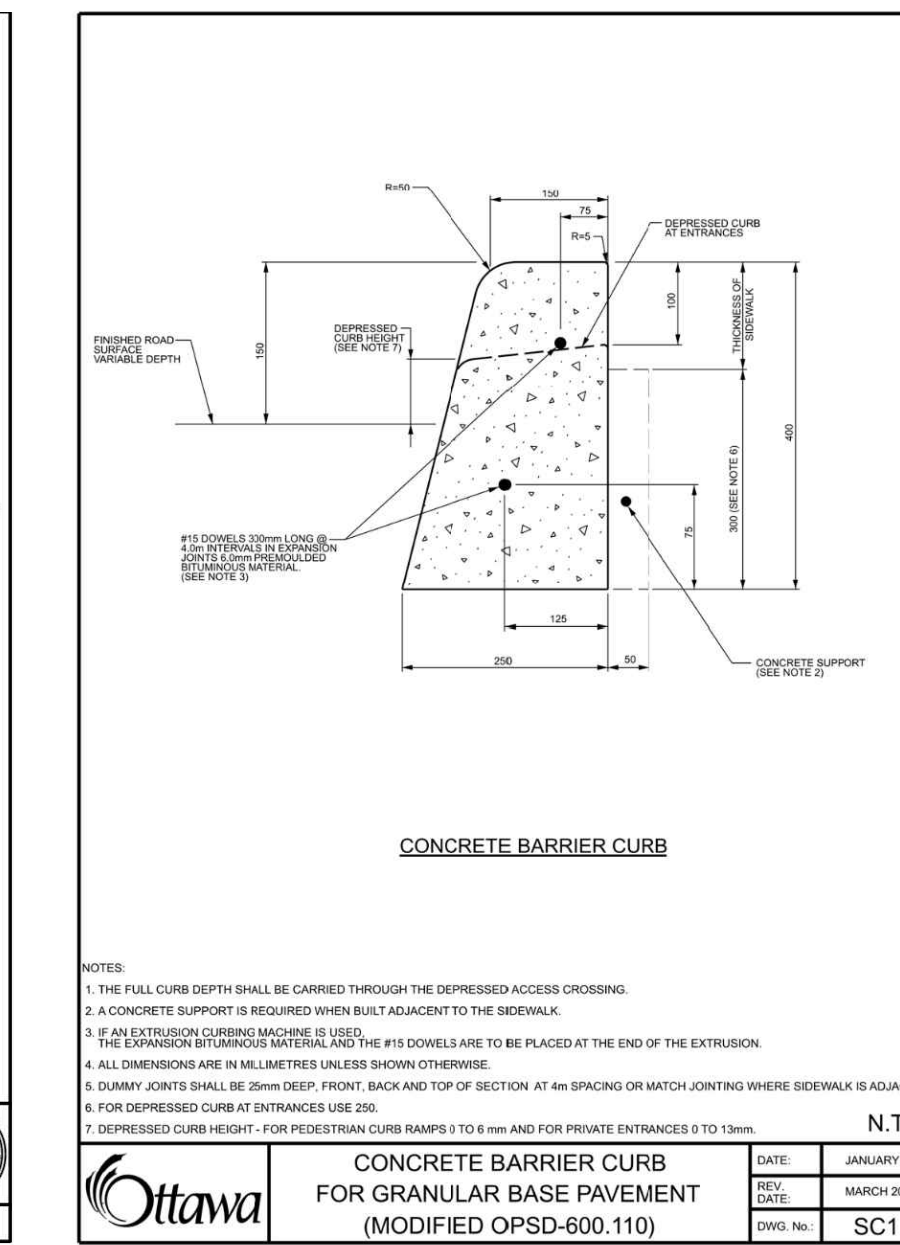 R=50
150
75
R=5
DEPRESSED CURB
AT ENTRANCES
100
THICKNESS OF
SIDEWALK
FINISHED ROAD
SURFACE
VARIABLE DEPTH
150
DEPRESSED
CURB HEIGHT
(SEE NOTE 7)
400
300 (SEE NOTE 6)
75
#15 DOWELS 300mm LONG @
4.0m INTERVALS IN EXPANSION
JOINTS 6.0mm PREMOULDED
BITUMINOUS MATERIAL.
(SEE NOTE 3)
125
250
50
CONCRETE SUPPORT
(SEE NOTE 2)
CONCRETE BARRIER CURB
NOTES:
1. THE FULL CURB DEPTH SHALL BE CARRIED THROUGH THE DEPRESSED ACCESS CROSSING.
2. A CONCRETE SUPPORT IS REQUIRED WHEN BUILT ADJACENT TO THE SIDEWALK.
3. IF AN EXTRUSION CURBING MACHINE IS USED,
THE EXPANSION BITUMINOUS MATERIAL AND THE #15 DOWELS ARE TO BE PLACED AT THE END OF THE EXTRUSION.
4. ALL DIMENSIONS ARE IN MILLIMETRES UNLESS SHOWN OTHERWISE.
5. DUMMY JOINTS SHALL BE 25mm DEEP, FRONT, BACK AND TOP OF SECTION AT 4m SPACING OR MATCH JOINTING WHERE SIDEWALK IS ADJA
6. FOR DEPRESSED CURB AT ENTRANCES USE 250.
7. DEPRESSED CURB HEIGHT - FOR PEDESTRIAN CURB RAMPS 0 TO 6 mm AND FOR PRIVATE ENTRANCES 0 TO 13mm.
N.T
Ottawa
CONCRETE BARRIER CURB
FOR GRANULAR BASE PAVEMENT
(MODIFIED OPSD-600.110)
DATE: JANUARY
REV.
DATE: MARCH 20
DWG. No.: SC1